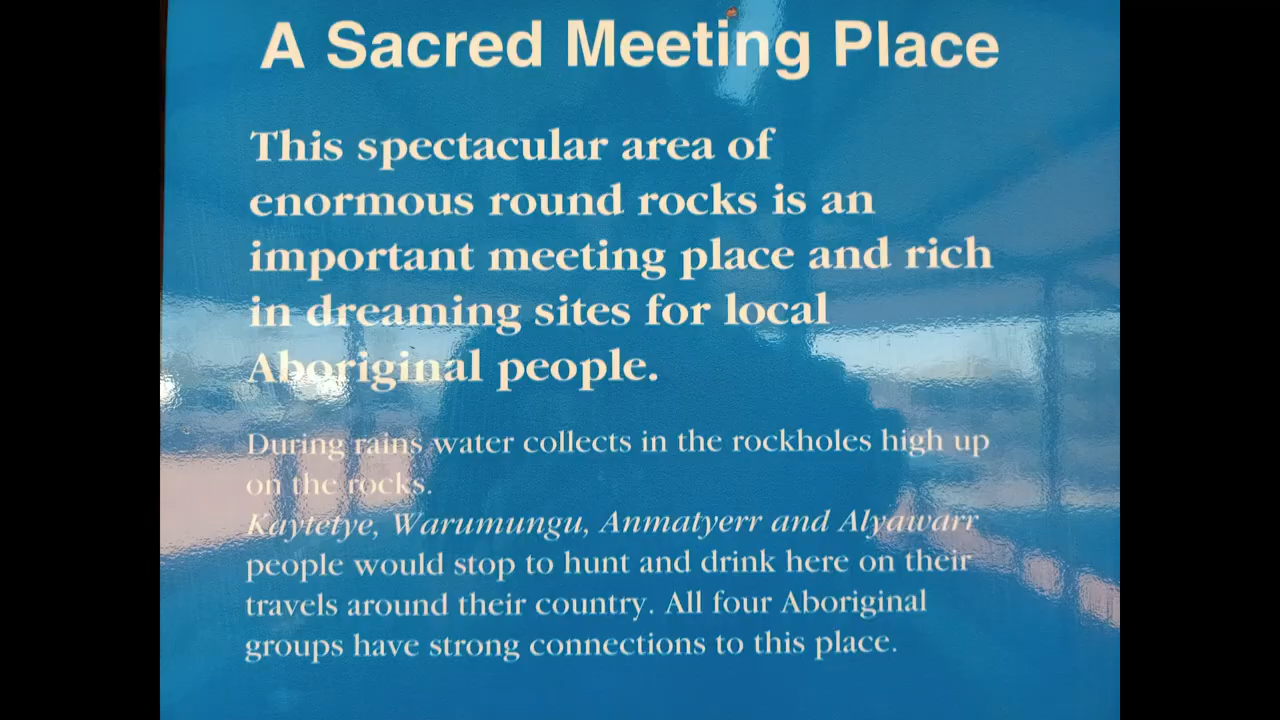 A Sacred Meeting Place
This spectacular area of
enormous round rocks is an
important meeting place and rich
in dreaming sites for local
Aboriginal people.
During rains water collects in the rockholes high up
on the rocks.
Kaytetye, Warumungu, Anmatyerr and Alyawarr
people would stop to hunt and drink here on their
travels around their country. All four Aboriginal
groups have strong connections to this place.